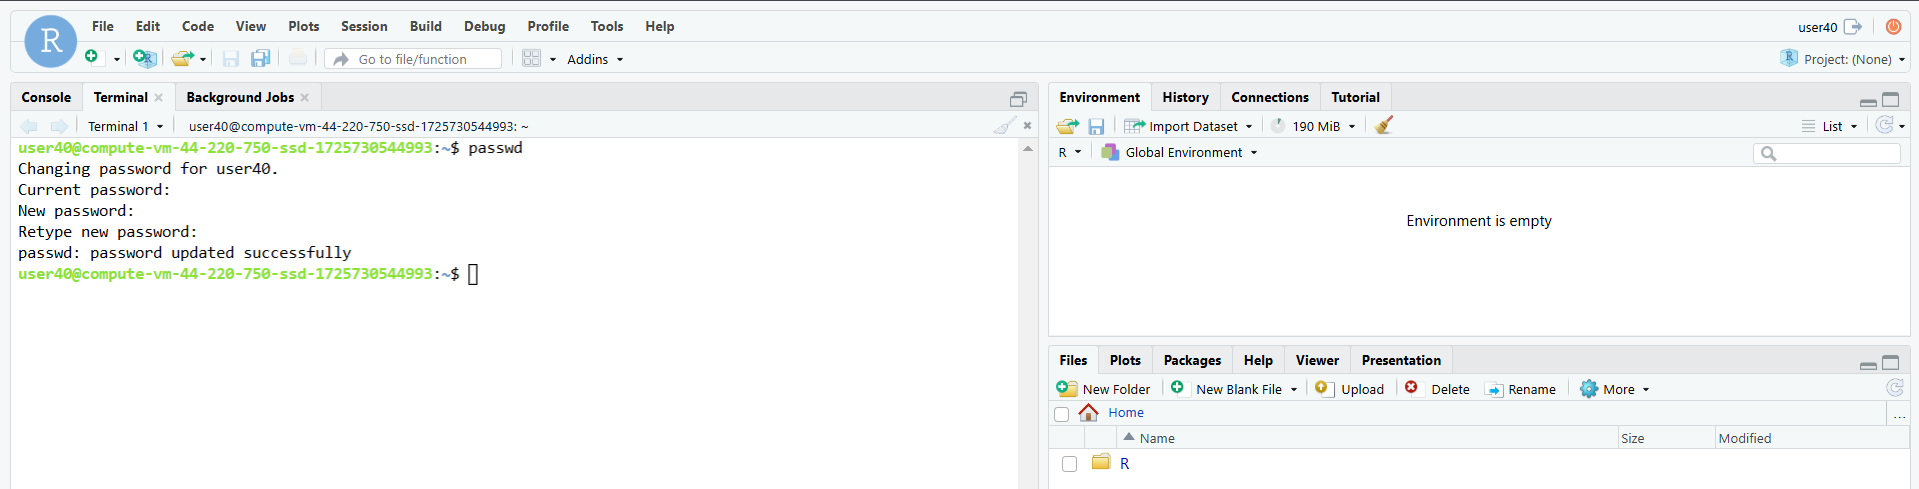 R
File Edit Code View Plots Session Build Debug Profile Tools Help
user40
Go to file/function
Addins
Project: (None)
Console Terminal Background Jobs
Terminal 1 user40@compute-vm-44-220-750-ssd-1725730544993: ~
user40@compute-vm-44-220-750-ssd-1725730544993:~$ passwd
Changing password for user40.
Current password:
New password:
Retype new password:
passwd: password updated successfully
user40@compute-vm-44-220-750-ssd-1725730544993:~$
Environment History Connections Tutorial
Import Dataset 190 MiB List
R Global Environment
Environment is empty
Files Plots Packages Help Viewer Presentation
New Folder New Blank File Upload Delete Rename More
Home ...
Name Size Modified
R